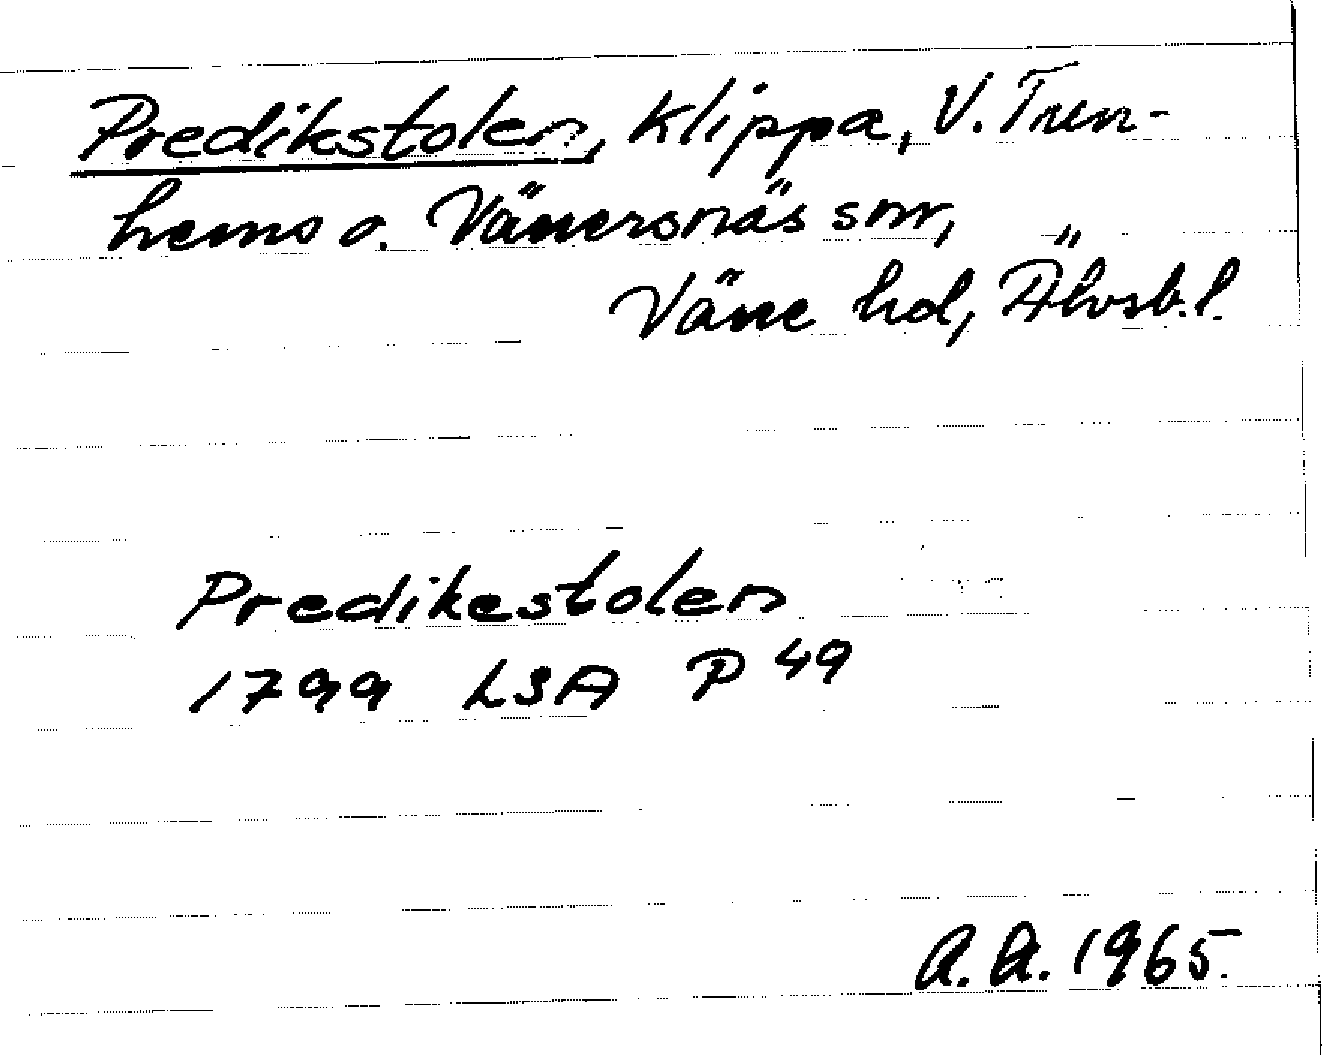 Predikstolen, klippa, V. Tun-
hems o. Vänersnäs snr,
Väne hd, Älvsb. l.
Predikestolen
1799 LSA P 49
A. A. 1965.